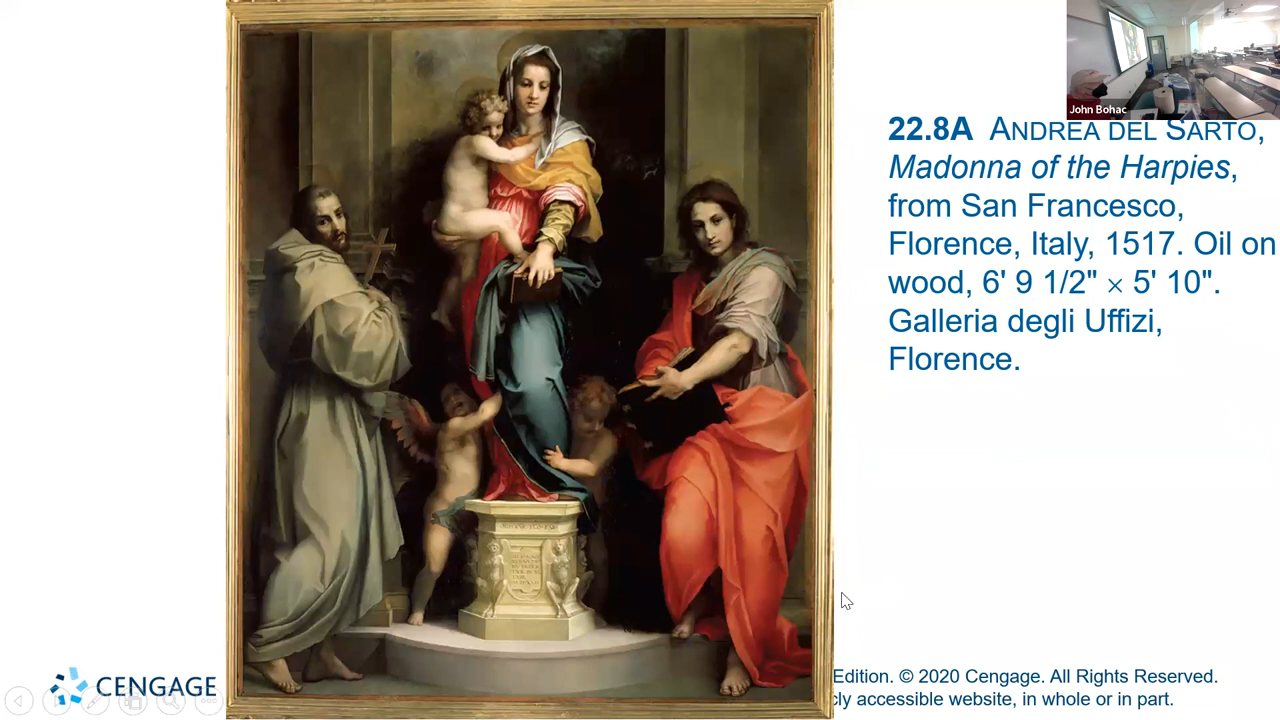 John Bohac
22.8A ANDREA DEL SARTO,
Madonna of the Harpies,
from San Francesco,
Florence, Italy, 1517. Oil on
wood, 6' 9 1/2" × 5' 10".
Galleria degli Uffizi,
Florence.
CENGAGE
Edition. © 2020 Cengage. All Rights Reserved.
cly accessible website, in whole or in part.